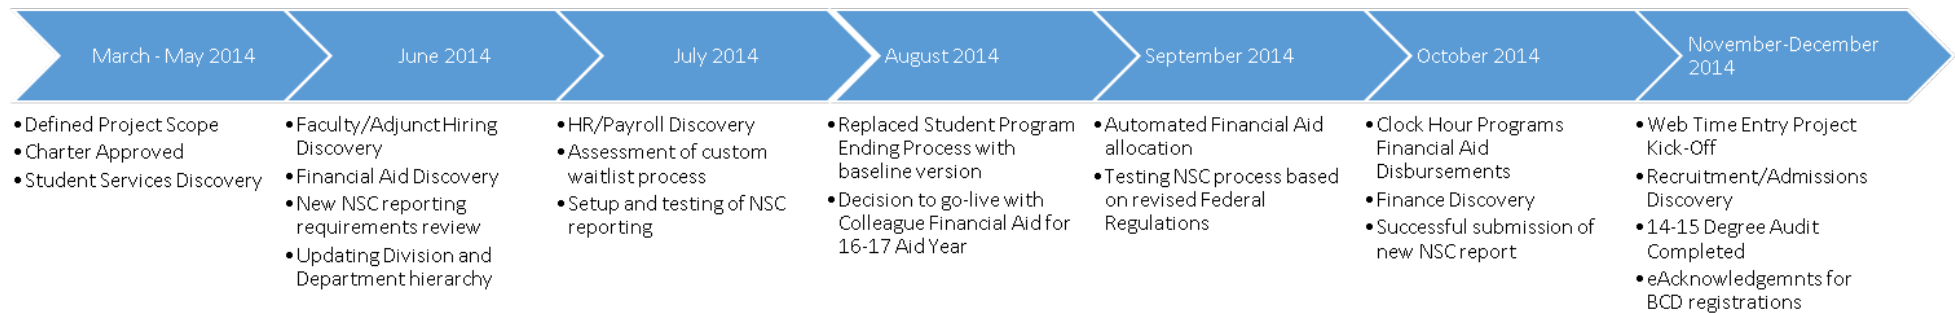 March - May 2014
• Defined Project Scope
• Charter Approved
• Student Services Discovery
June 2014
• Faculty/Adjunct Hiring
Discovery
• Financial Aid Discovery
• New NSC reporting
requirements review
• Updating Division and
Department hierarchy
July 2014
• HR/Payroll Discovery
• Assessment of custom
waitlist process
• Setup and testing of NSC
reporting
August 2014
• Replaced Student Program
Ending Process with
baseline version
• Decision to go-live with
Colleague Financial Aid for
16-17 Aid Year
September 2014
• Automated Financial Aid
allocation
• Testing NSC process based
on revised Federal
Regulations
October 2014
• Clock Hour Programs
Financial Aid
Disbursements
• Finance Discovery
• Successful submission of
new NSC report
November-December
2014
• Web Time Entry Project
Kick-Off
• Recruitment/Admissions
Discovery
• 14-15 Degree Audit
Completed
• eAcknowledgemnts for
BCD registrations